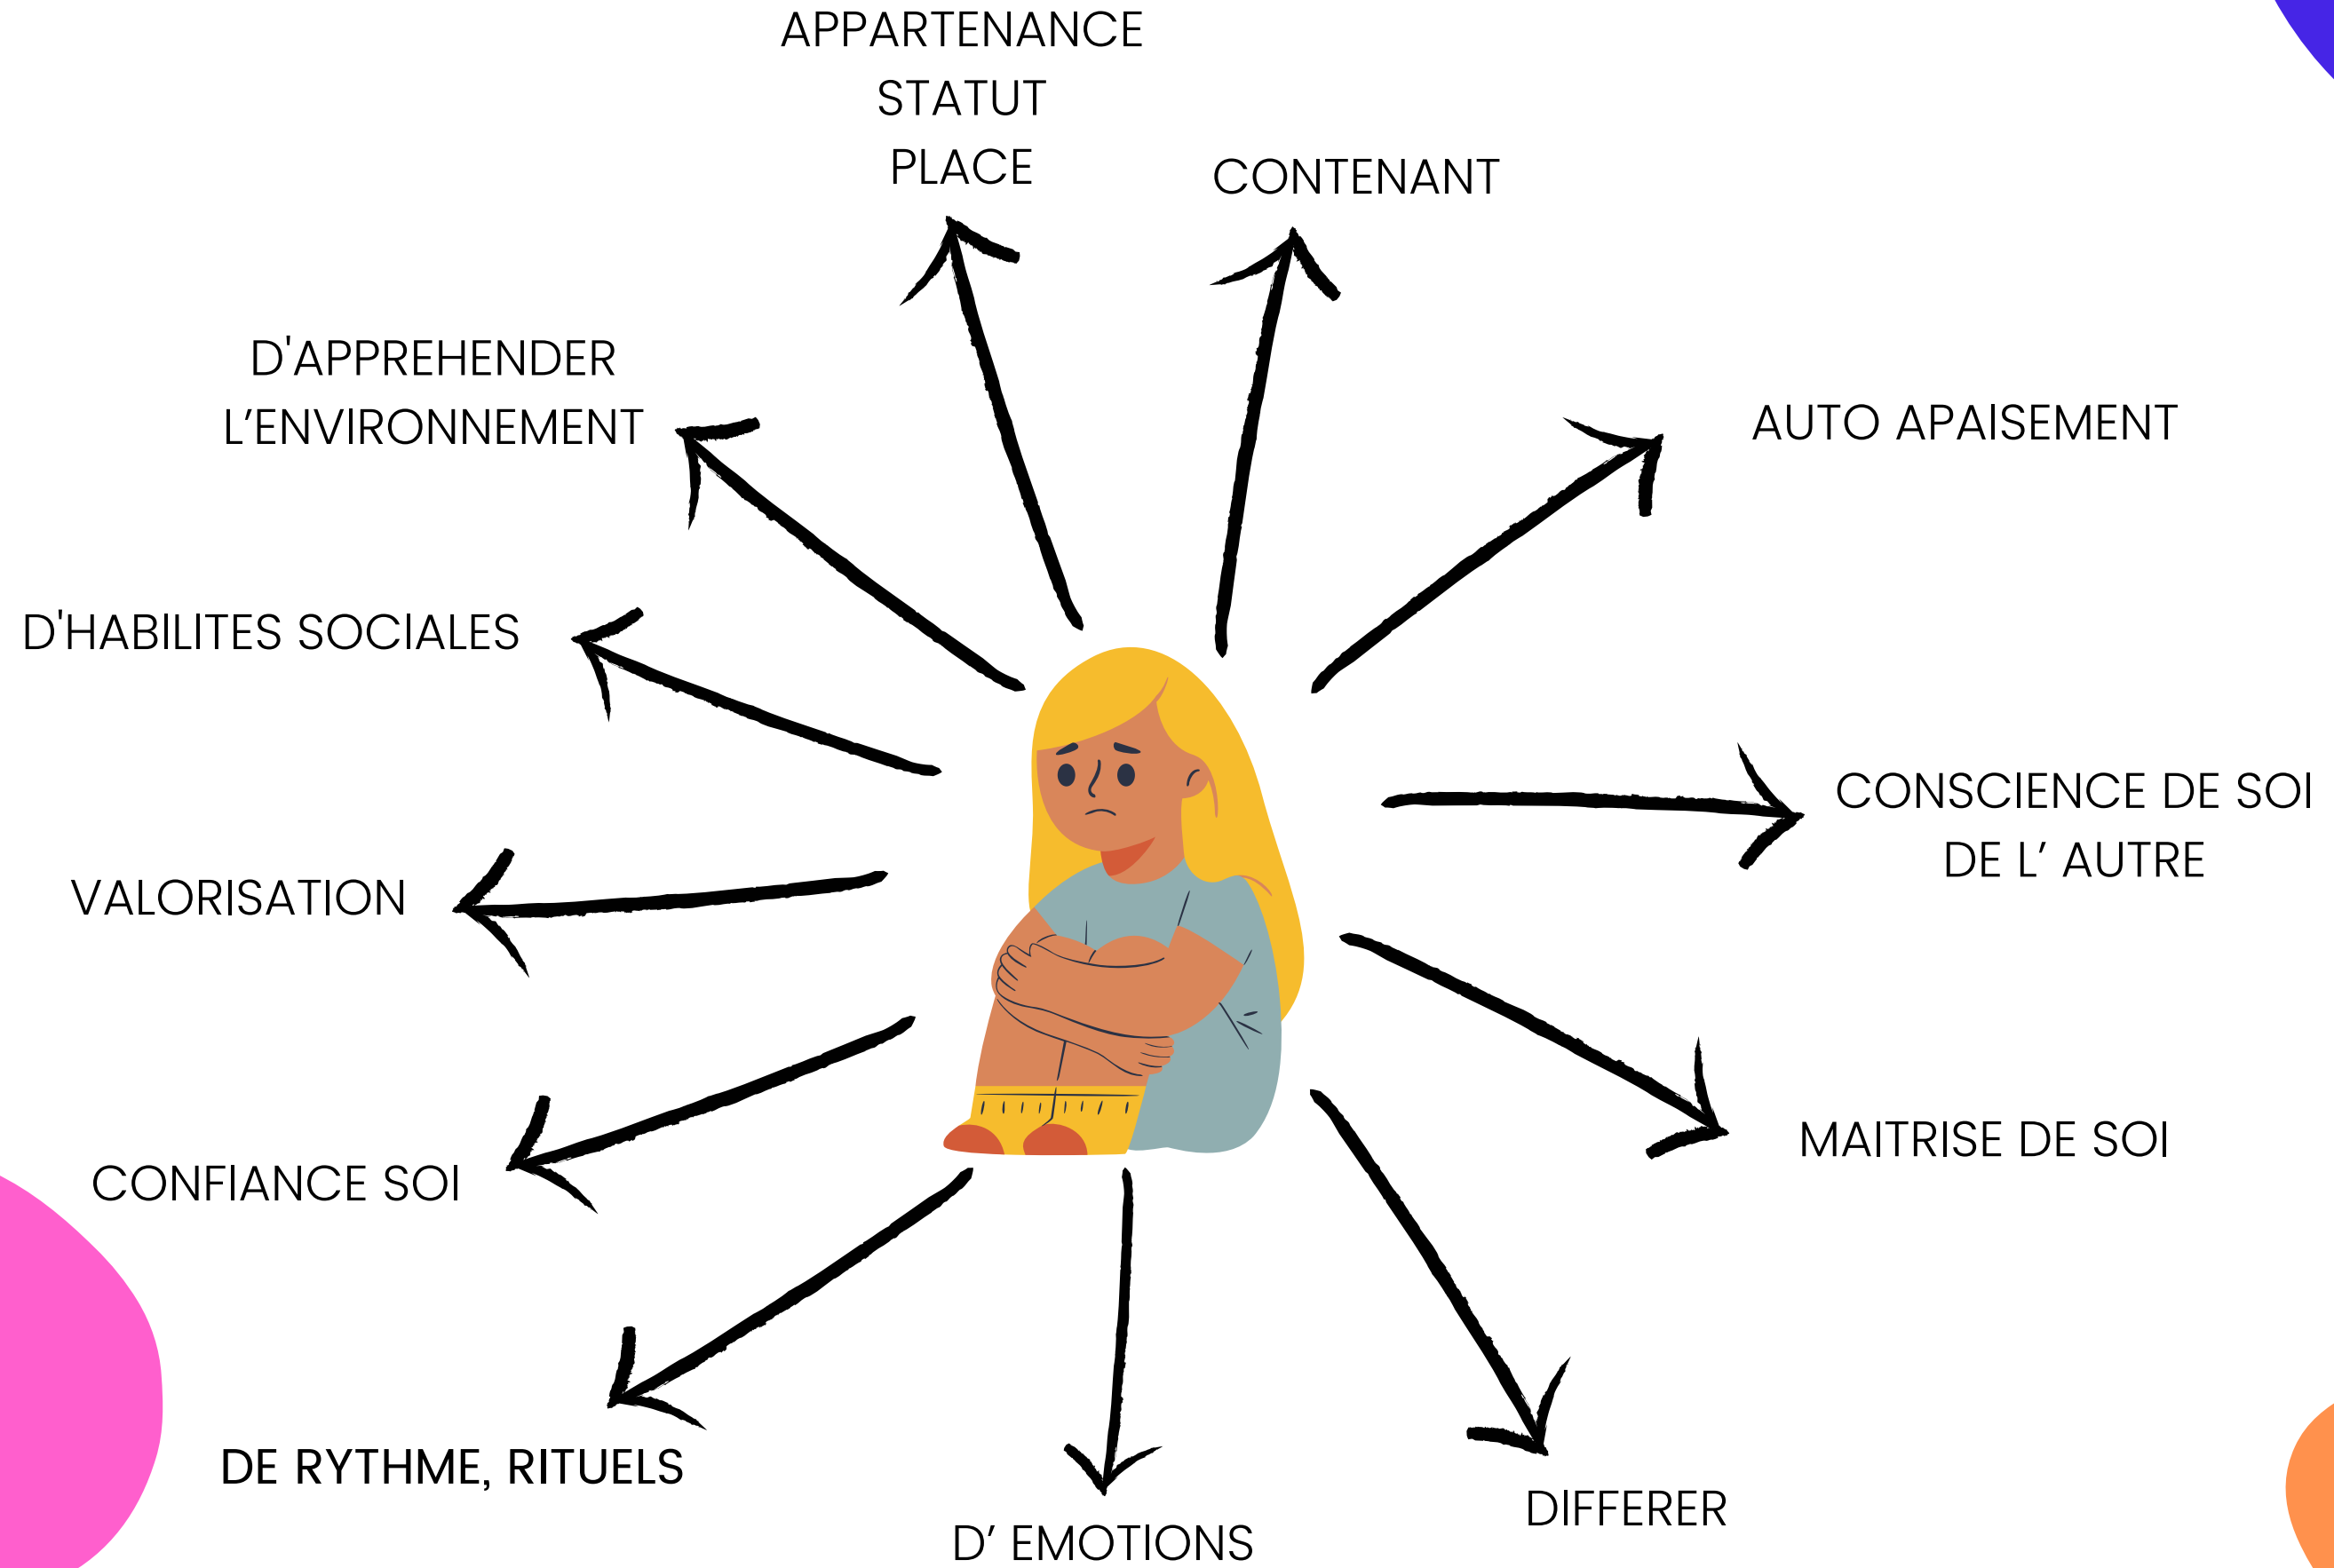 APPARTENANCE
STATUT
PLACE
CONTENANT
D'APPREHENDER
L’ENVIRONNEMENT
AUTO APAISEMENT
D'HABILITES SOCIALES
CONSCIENCE DE SOI
DE L’ AUTRE
VALORISATION
MAITRISE DE SOI
CONFIANCE SOI
DE RYTHME, RITUELS
DIFFERER
D’ EMOTIONS